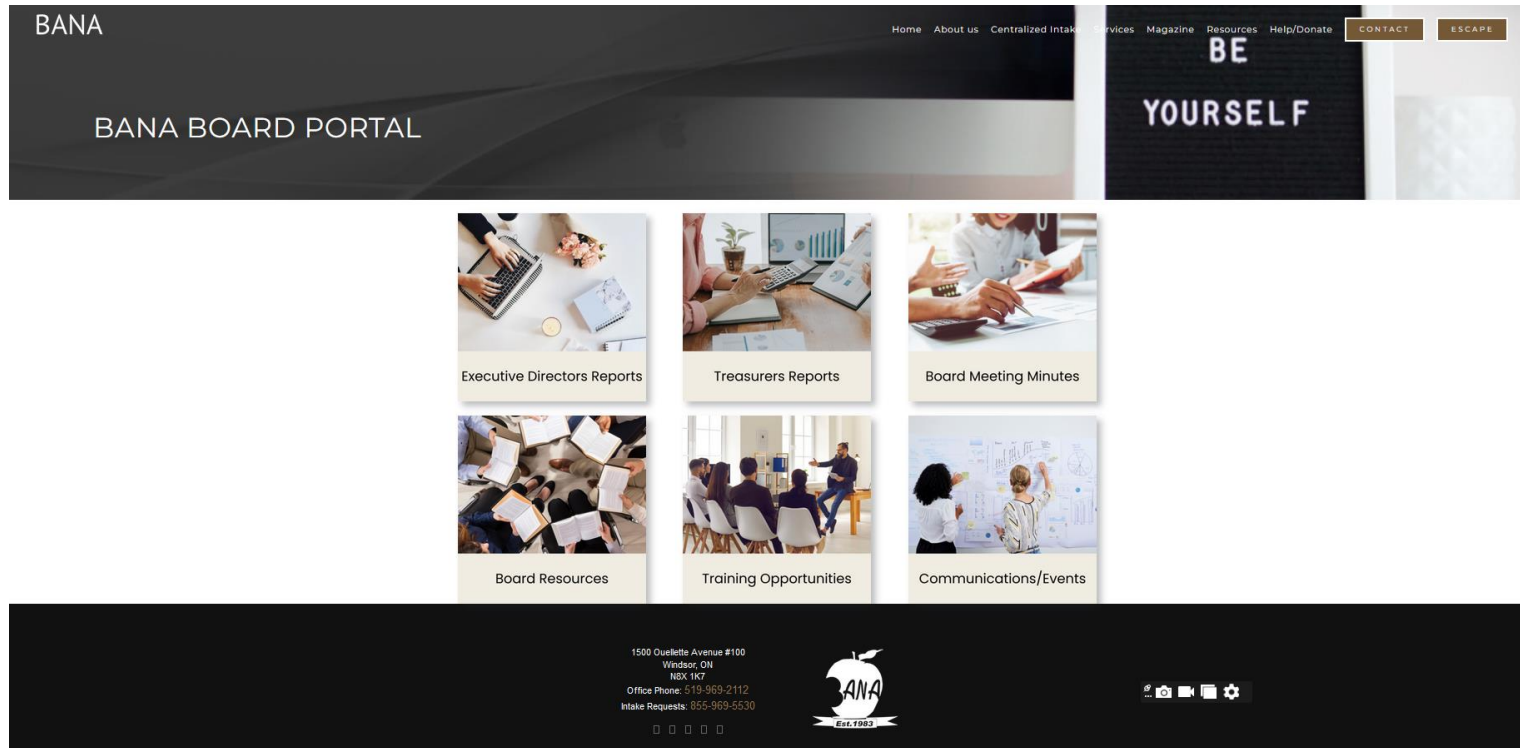 BANA
Home About us Centralized Intake Services Magazine Resources Help/Donate CONTACT ESCAPE
BE
YOURSELF
BANA BOARD PORTAL
Executive Directors Reports
Treasurers Reports
Board Meeting Minutes
Board Resources
Training Opportunities
Communications/Events
1500 Ouellette Avenue #100
Windsor, ON
N8X 1K7
Office Phone: 519-969-2112
Intake Requests: 855-969-5530
BANA
Est.1983